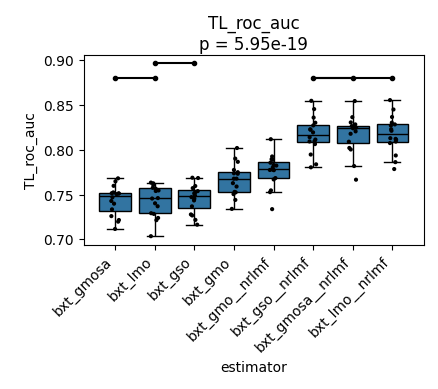 TL_roc_auc
p = 5.95e-19
TL_roc_auc
0.90
0.85
0.80
0.75
0.70
bxt_gmosa
bxt_lmo
bxt_gso
bxt_gmo
bxt_gmo__nrlmf
bxt_gso__nrlmf
bxt_gmosa__nrlmf
bxt_lmo__nrlmf
estimator